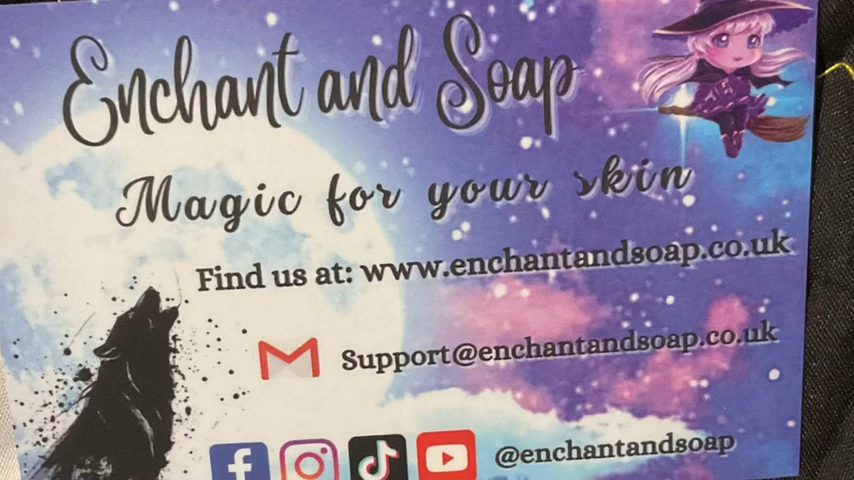 Enchant and Soap
Magic for your skin
Find us at: www.enchantandsoap.co.uk
Support@enchantandsoap.co.uk
@enchantandsoap